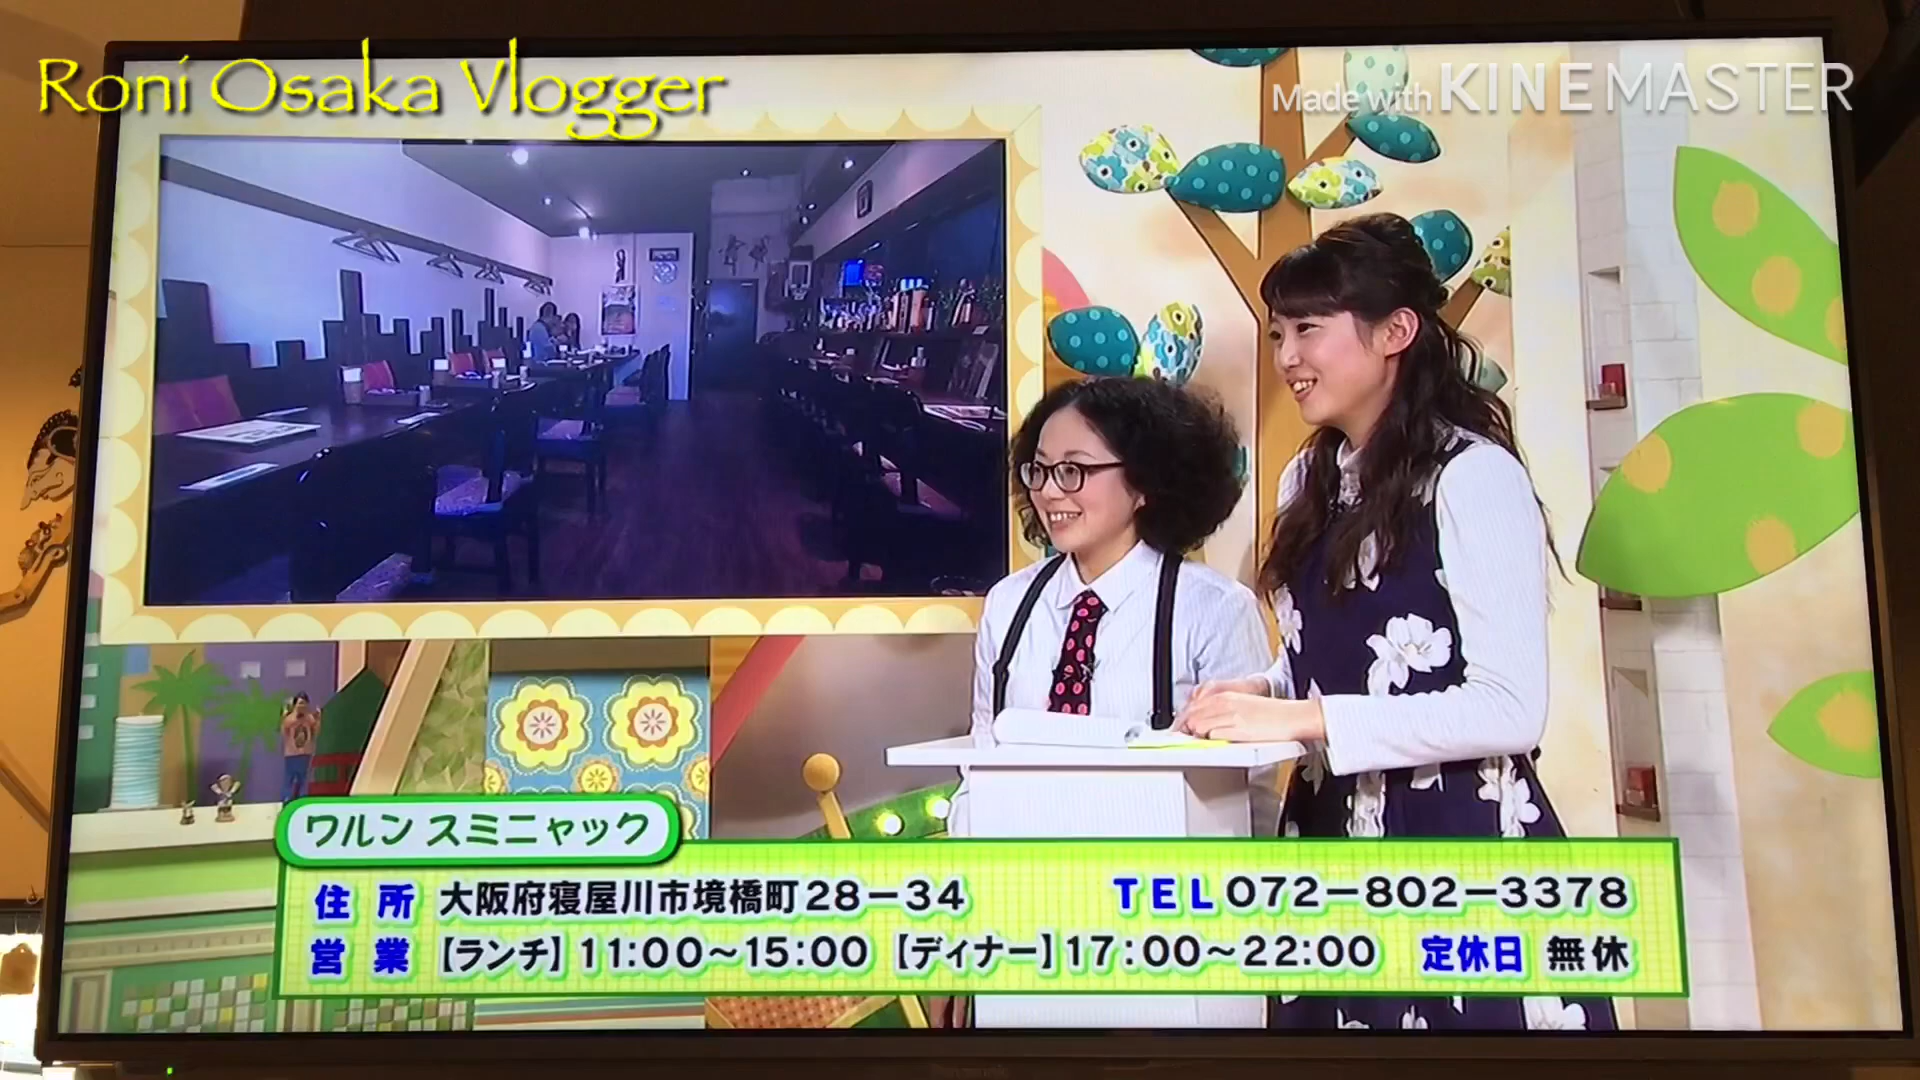 Roni Osaka Vlogger
Made with KINEMASTER
ワルン スミニャック
住所 大阪府寝屋川市境橋町28－34 TEL 072－802－3378
営業 【ランチ】11:00～15:00 【ディナー】17:00～22:00 定休日 無休